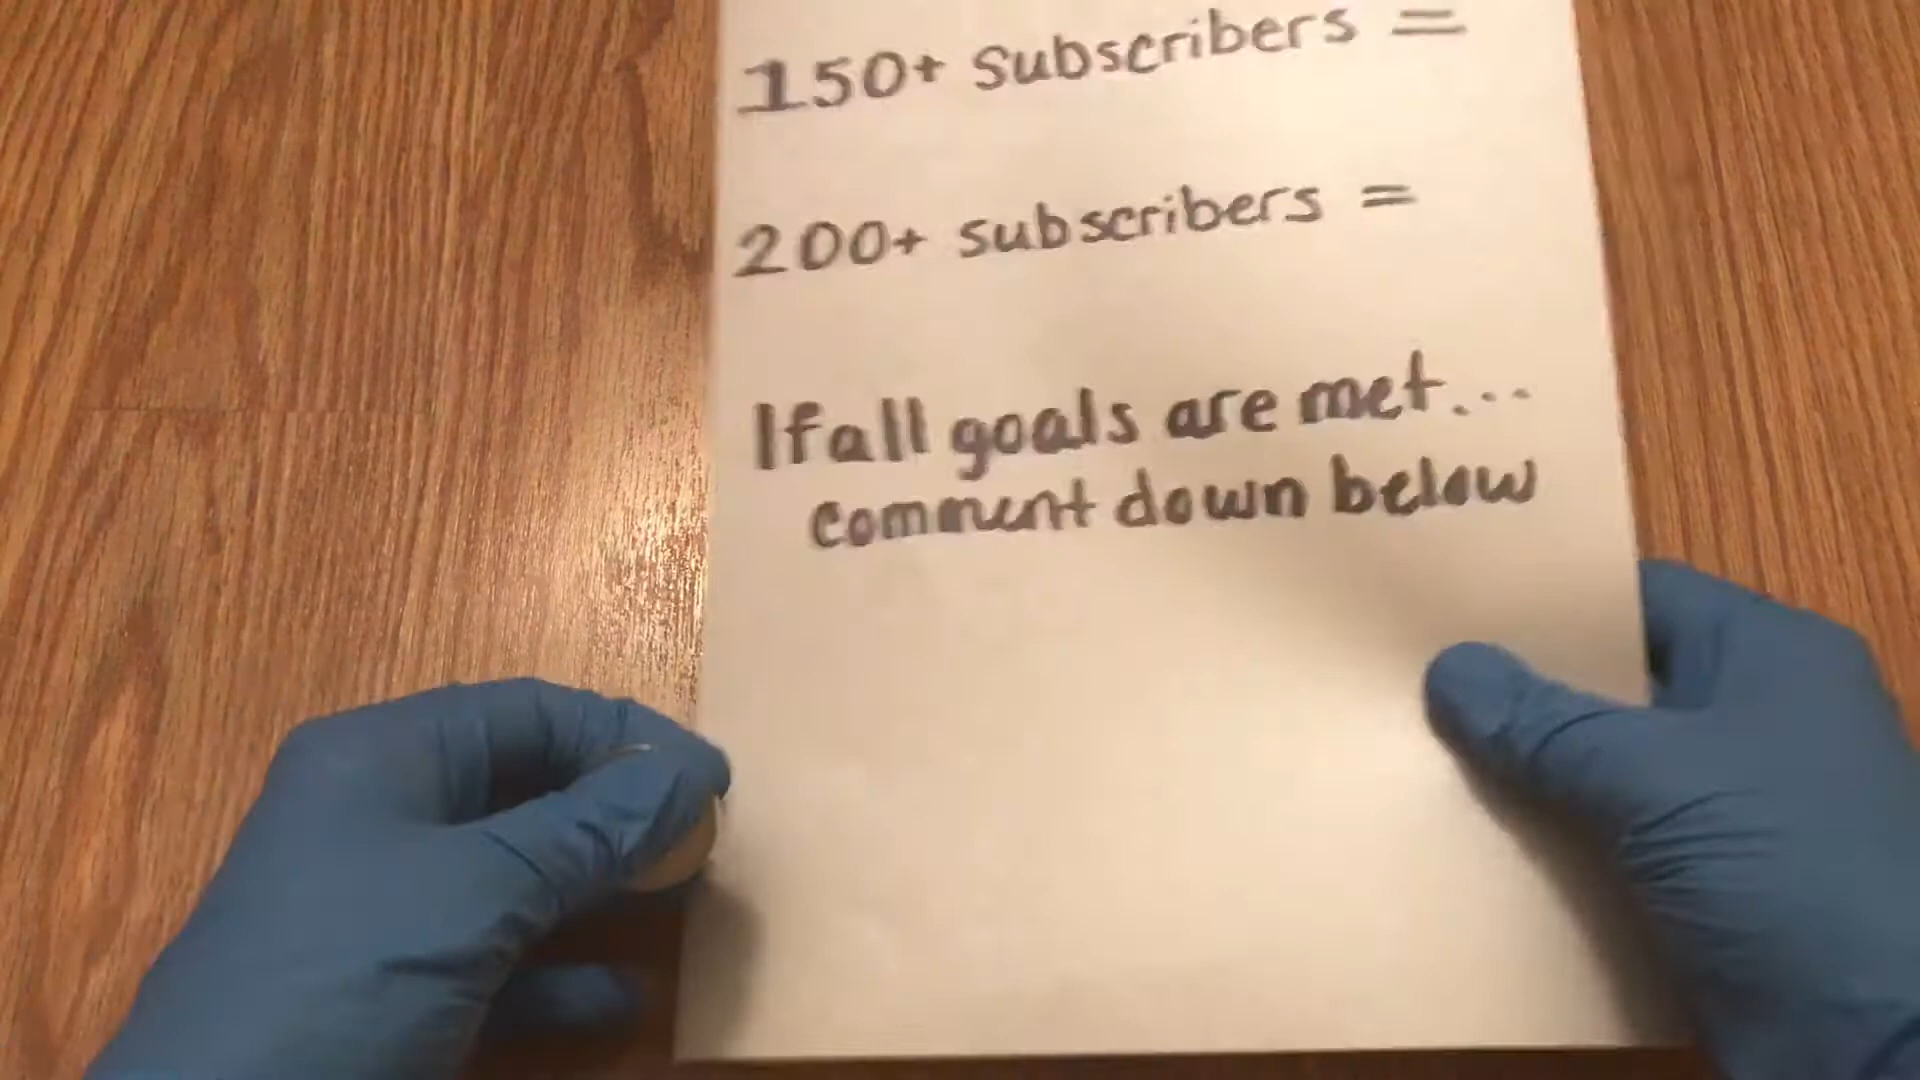 150+ Subscribers =
200+ subscribers =
If all goals are met...
comment down below